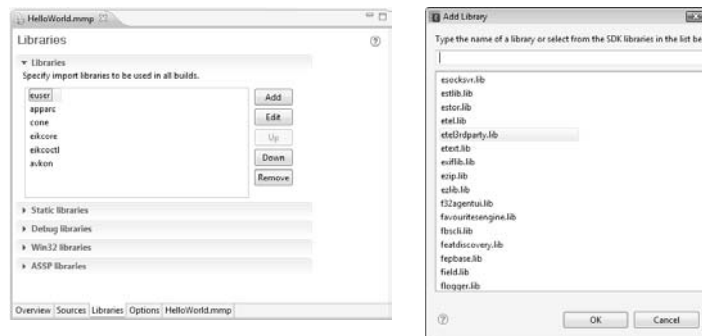 HelloWorld.mmp
Libraries
Libraries
Specify import libraries to be used in all builds.
euser
apparc
cone
eikcore
eikcoctl
avkon
Add
Edit
Up
Down
Remove
Static libraries
Debug libraries
Win32 libraries
ASSP libraries
Overview Sources Libraries Options HelloWorld.mmp
Add Library
Type the name of a library or select from the SDK libraries in the list be
esocksvr.lib
estlib.lib
estor.lib
etel.lib
etel3rdparty.lib
etext.lib
exiflib.lib
ezip.lib
ezlib.lib
f32agentui.lib
favouritesengine.lib
fbscli.lib
featdiscovery.lib
fepbase.lib
field.lib
flogger.lib
OK Cancel